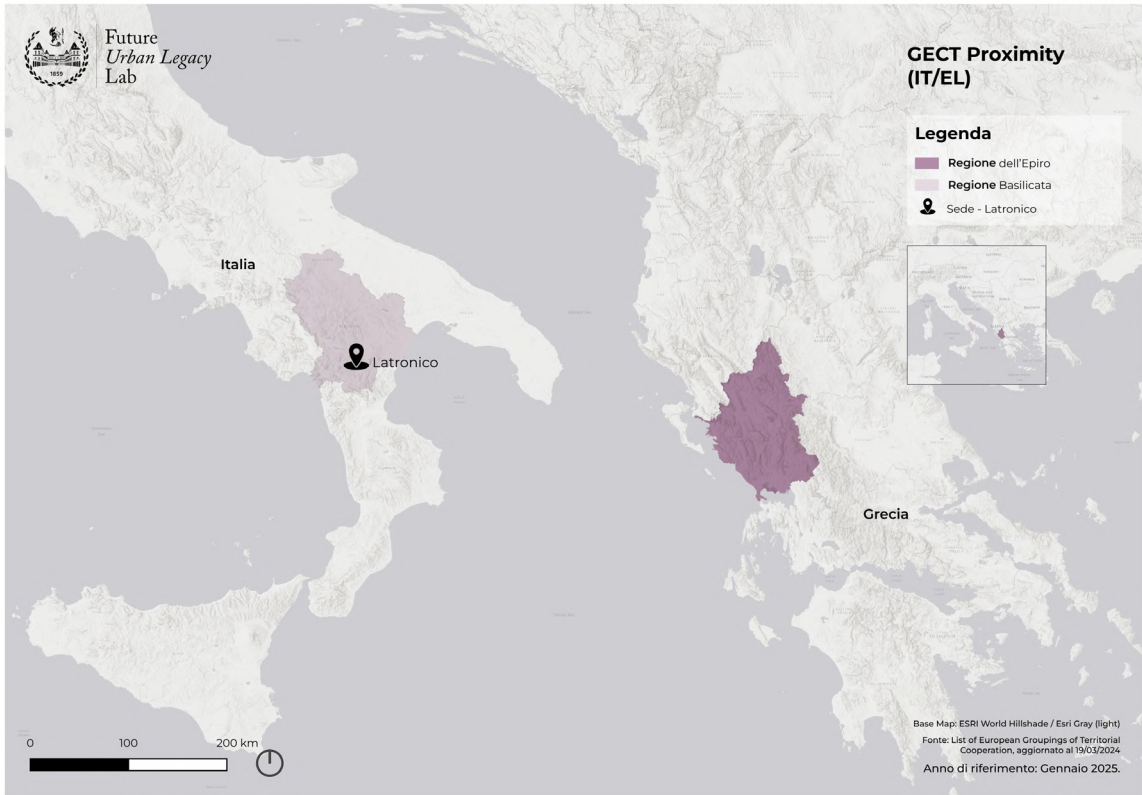 Future
Urban Legacy
Lab
1859
GECT Proximity
(IT/EL)
Legenda
Regione dell'Epiro
Regione Basilicata
Sede - Latronico
Italia
Latronico
Grecia
0 100 200 km
Base Map: ESRI World Hillshade / Esri Gray (light)
Fonte: List of European Groupings of Territorial
Cooperation, aggiornato al 19/03/2024
Anno di riferimento: Gennaio 2025.